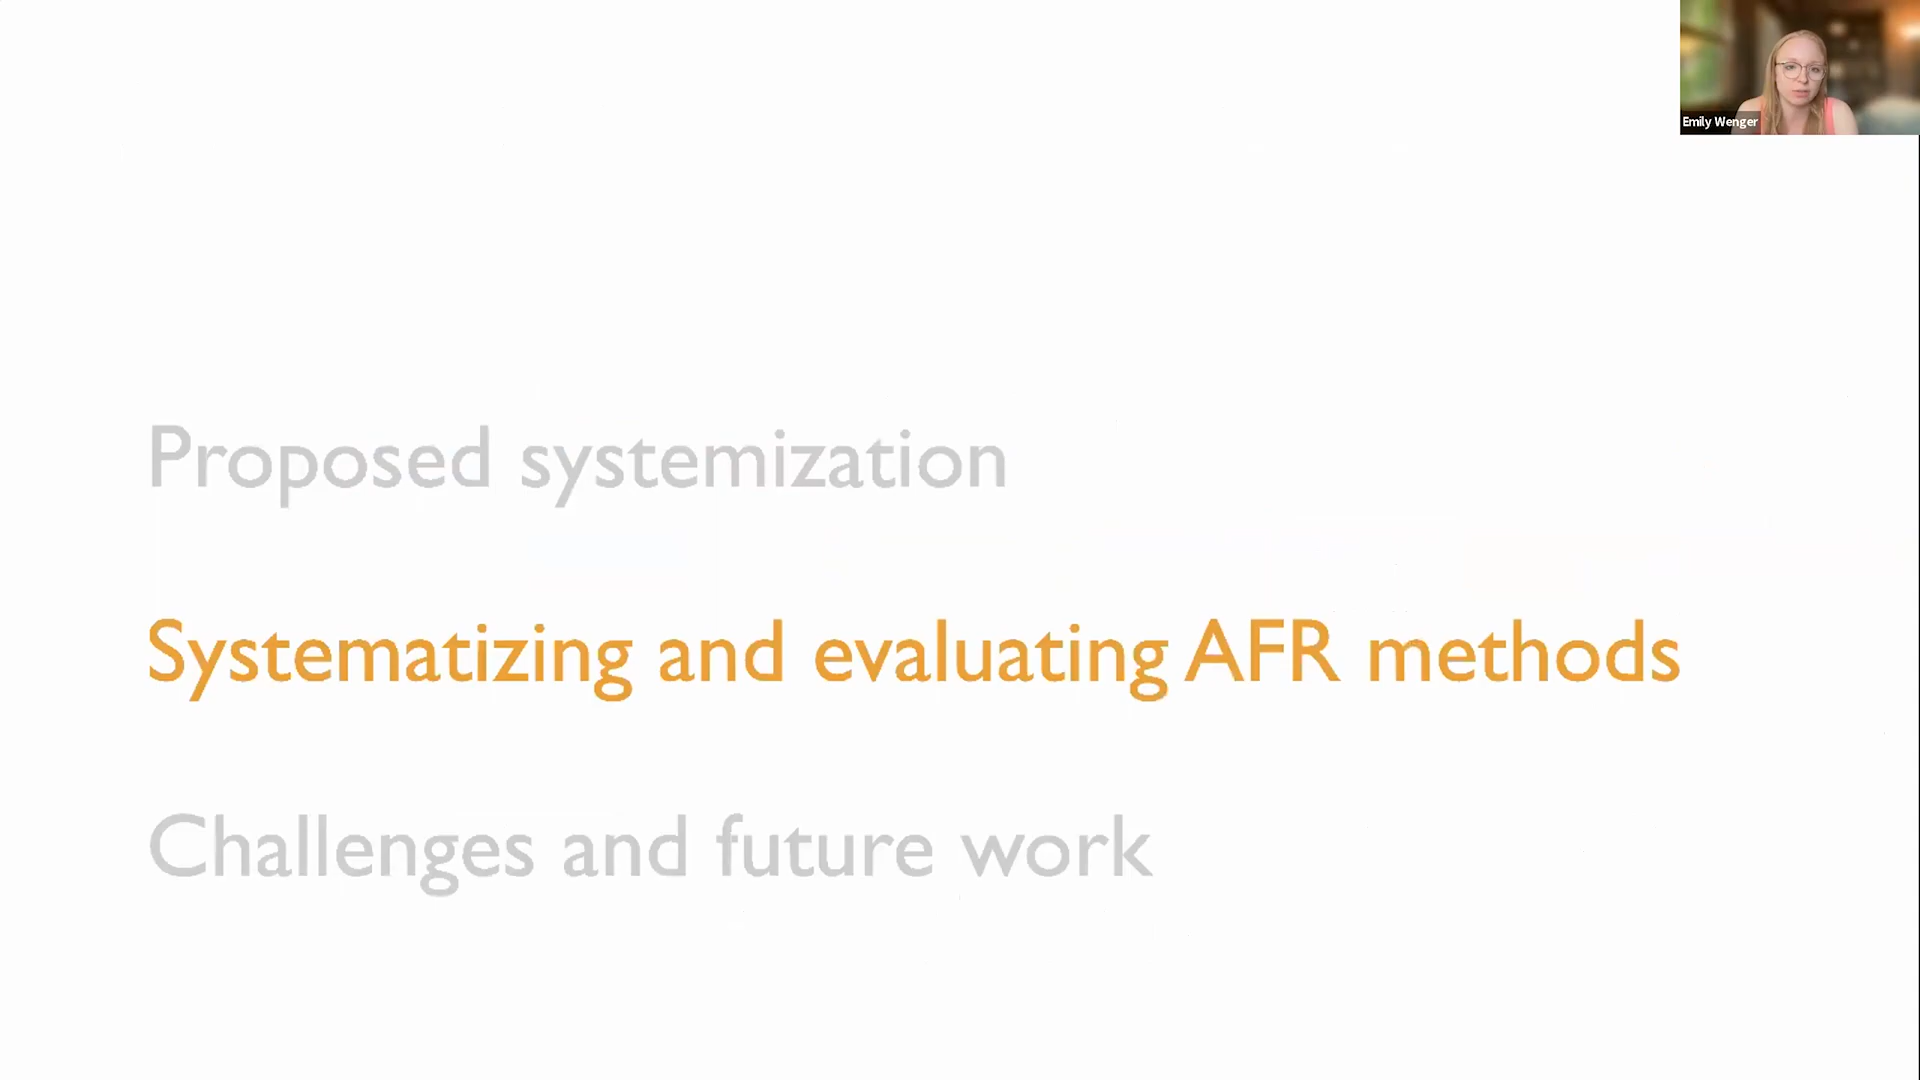 Emily Wenger
Proposed systemization
Systematizing and evaluating AFR methods
Challenges and future work